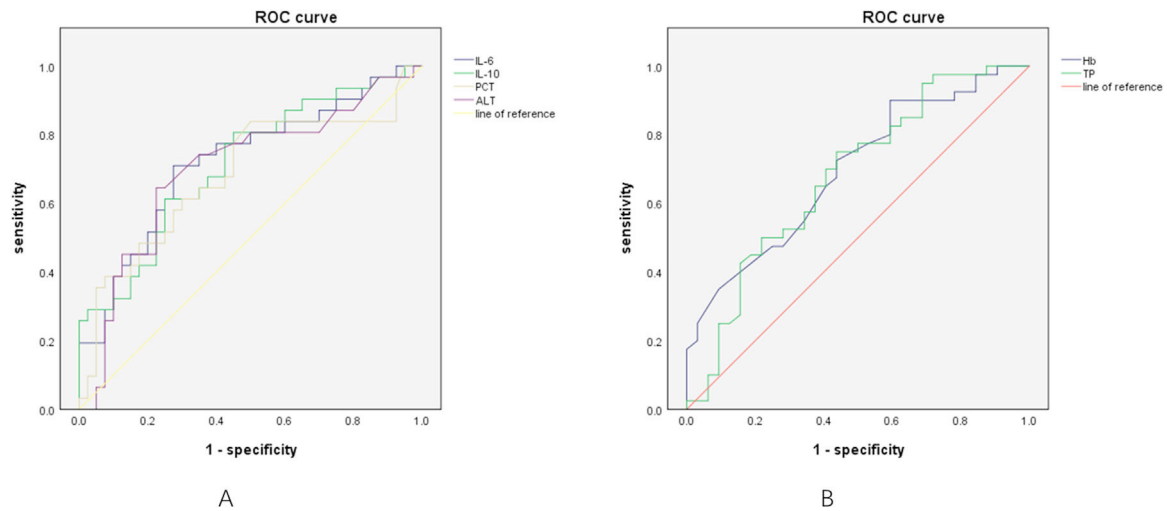 ROC curve
1.0
0.8
0.6
0.4
0.2
0.0
sensitivity
0.0 0.2 0.4 0.6 0.8 1.0
1 - specificity
IL-6
IL-10
PCT
ALT
line of reference
A
ROC curve
1.0
0.8
0.6
0.4
0.2
0.0
sensitivity
0.0 0.2 0.4 0.6 0.8 1.0
1 - specificity
Hb
TP
line of reference
B